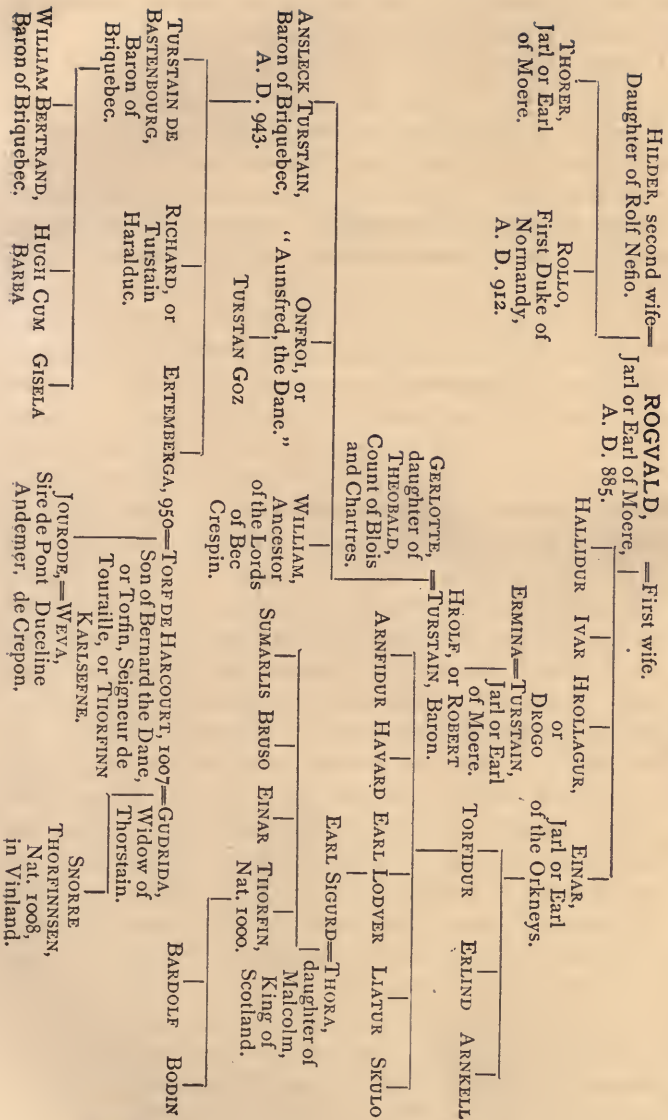 ROGVALD,
HILDER, second wife=
Daughter of Rolf Nefio.
Jarl or Earl of Moere,
A. D. 885.
=First wife.
THORER,
Jarl or Earl
of Moere.
ROLLO,
First Duke of
Normandy,
A. D. 912.
HALLIDUR
IVAR
HROLLAGUR,
or
DROGO
EINAR,
Jarl or Earl
of the Orkneys.
ERMINA=TURSTAIN,
Jarl or Earl
of Moere.
HROLF, or ROBERT
TURSTAIN, Baron.
GERLOTTE,=
daughter of
THEOBALD,
Count of Blois
and Chartres.
TORFIDUR
ERLIND
ARNKELL
ARNFIDUR
HAVARD
EARL LODVER
LIATUR
SKULO
ANSLECK TURSTAIN,
Baron of Briquebec,
A. D. 943.
ONFROI, or
"Aunsfred, the Dane."
TURSTAN GOZ
WILLIAM,
Ancestor
of the Lords
of Bec
Crespin.
EARL SIGURD=THORA,
daughter of
Malcolm,
King of
Scotland.
SUMARLIS
BRUSO
EINAR
THORFIN,
Nat. 1000.
BARDOLF
BODIN
TURSTAIN DE
BASTENBOURG,
Baron of
Briquebec.
RICHARD, or
Turstain
Haralduc.
ERTEMBERGA, 950=TORF DE HARCOURT, 1007=GUDRIDA,
Son of Bernard the Dane,
or Torfin, Seigneur de
Touraille, or THORFINN
KARLSEFNE.
Widow of
Thorstain.
WILLIAM BERTRAND,
Baron of Briquebec.
HUGH CUM
BARBA
GISELA
JOURODE,=WEVA,
Sire de Pont
Andemer,
Duceline
de Crepon.
SNORRE
THORFINNSEN,
Nat. 1008,
in Vinland.